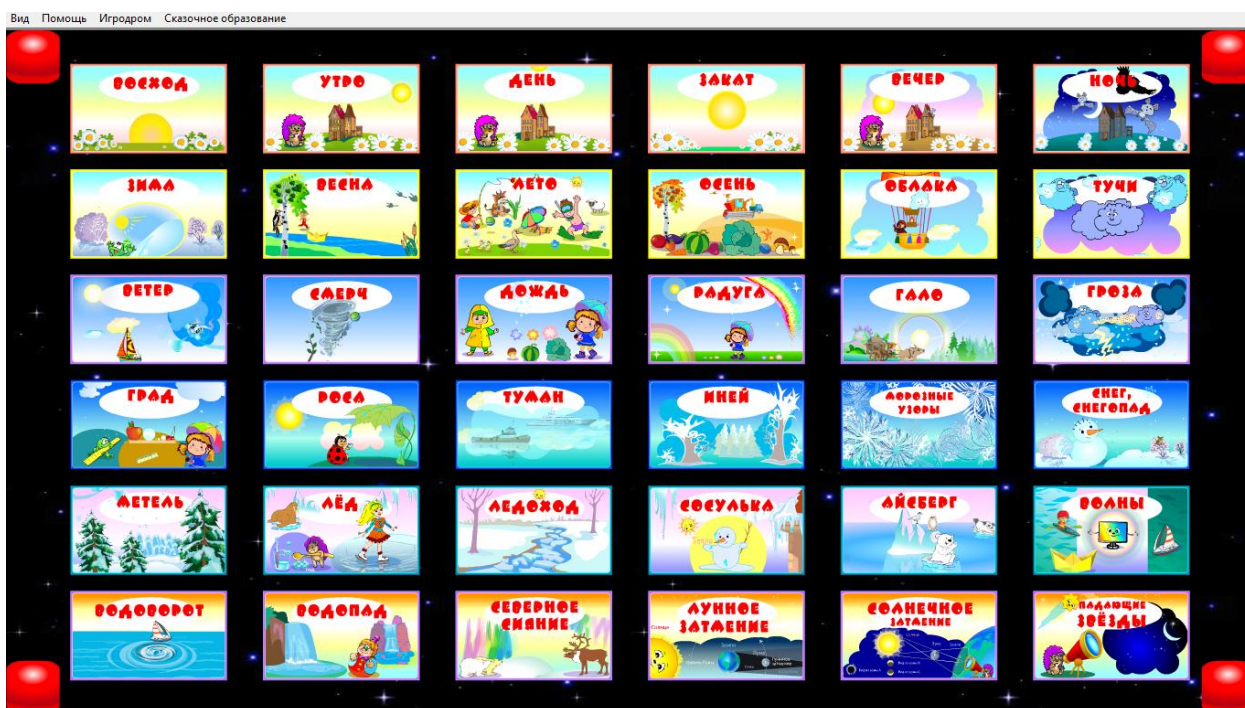 Вид Помощь Игродром Сказочное образование
ВОСХОД
УТРО
ДЕНЬ
ЗАКАТ
ВЕЧЕР
НОЧЬ
ЗИМА
ВЕСНА
ЛЕТО
ОСЕНЬ
ОБЛАКА
ТУЧИ
ВЕТЕР
СМЕРЧ
ДОЖДЬ
РАДУГА
ГАЛО
ГРОЗА
ГРАД
РОСА
ТУМАН
ИНЕЙ
МОРОЗНЫЕ
УЗОРЫ
СНЕГ,
СНЕГОПАД
МЕТЕЛЬ
ЛЁД
ЛЕДОХОД
СОСУЛЬКА
АЙСБЕРГ
ВОЛНЫ
ВОДОВОРОТ
ВОДОПАД
СЕВЕРНОЕ
СИЯНИЕ
ЛУННОЕ
ЗАТМЕНИЕ
Солнце
Земля
СОЛНЕЧНОЕ
ЗАТМЕНИЕ
ПАДАЮЩИЕ
ЗВЁЗДЫ